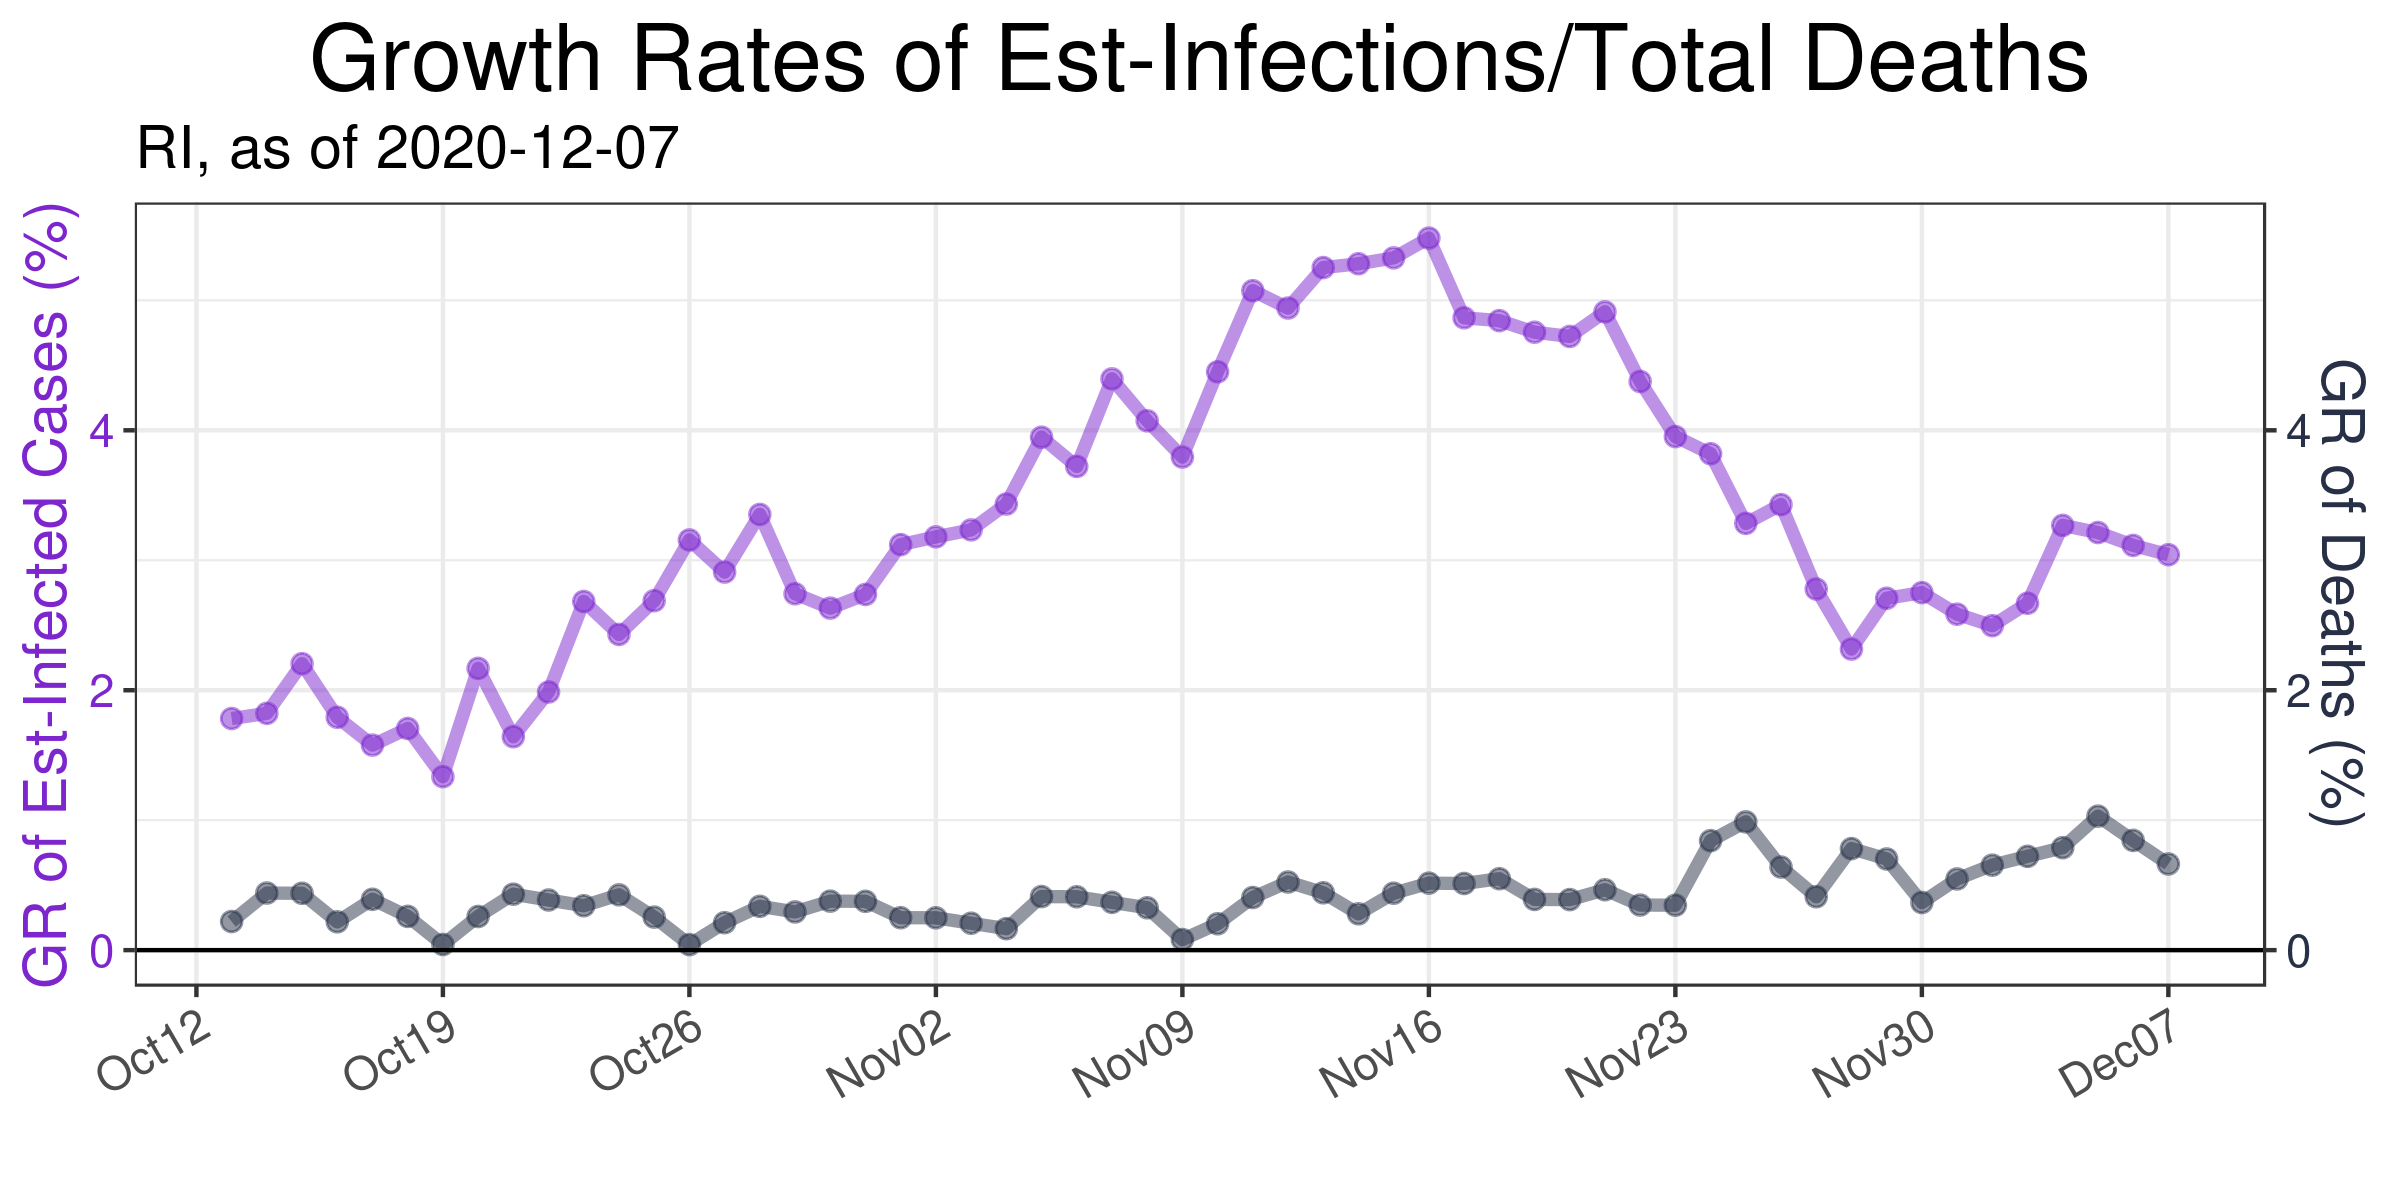 Growth Rates of Est-Infections/Total Deaths
RI, as of 2020-12-07
GR of Est-Infected Cases (%)
4
2
0
4
2
0
GR of Deaths (%)
Oct12
Oct19
Oct26
Nov02
Nov09
Nov16
Nov23
Nov30
Dec07